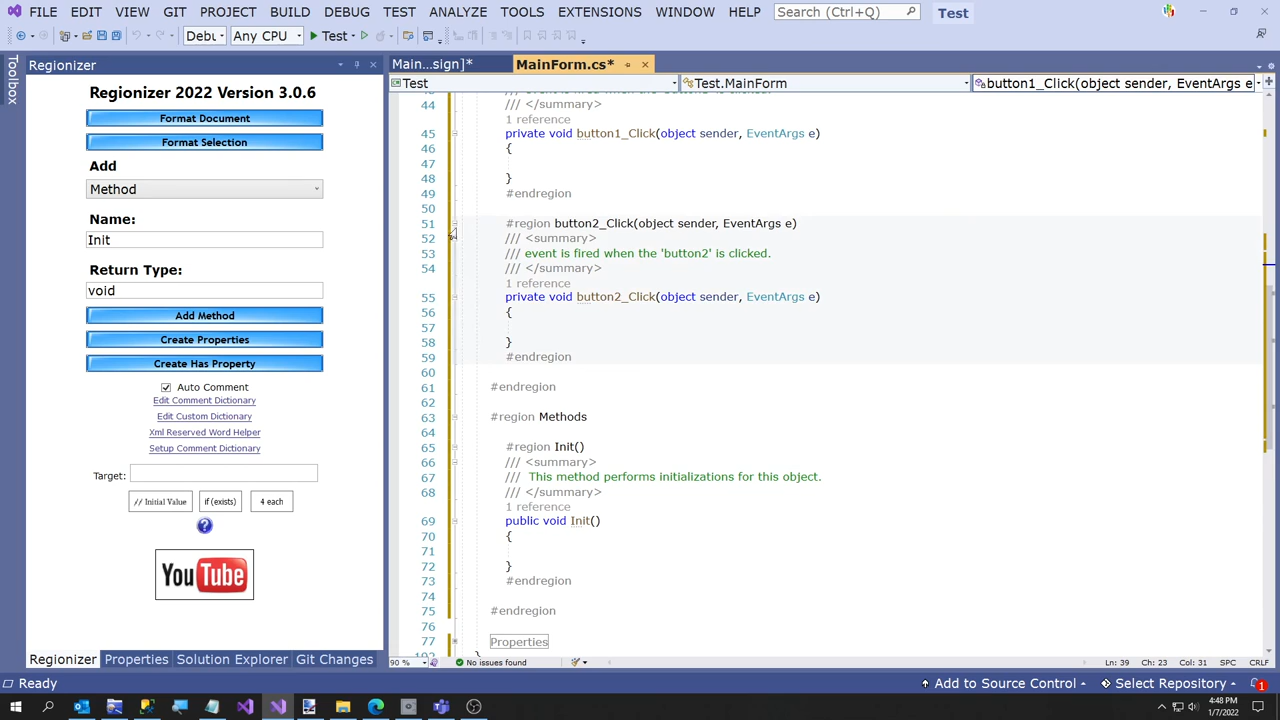 FILE EDIT VIEW GIT PROJECT BUILD DEBUG TEST ANALYZE TOOLS EXTENSIONS WINDOW HELP Search (Ctrl+Q) Test
Debu Any CPU Test
Toolbox
Regionizer
Regionizer 2022 Version 3.0.6
Format Document
Format Selection
Add
Method
Name:
Init
Return Type:
void
Add Method
Create Properties
Create Has Property
Auto Comment
Edit Comment Dictionary
Edit Custom Dictionary
Xml Reserved Word Helper
Setup Comment Dictionary
Target:
// Initial Value if (exists) 4 each
?
YouTube
Regionizer Properties Solution Explorer Git Changes
Main...sign]* MainForm.cs*
Test Test.MainForm button1_Click(object sender, EventArgs e
44 /// </summary>
1 reference
45 private void button1_Click(object sender, EventArgs e)
46 {
47
48 }
49 #endregion
50
51 #region button2_Click(object sender, EventArgs e)
52 /// <summary>
53 /// event is fired when the 'button2' is clicked.
54 /// </summary>
1 reference
55 private void button2_Click(object sender, EventArgs e)
56 {
57
58 }
59 #endregion
60
61 #endregion
62
63 #region Methods
64
65 #region Init()
66 /// <summary>
67 /// This method performs initializations for this object.
68 /// </summary>
1 reference
69 public void Init()
70 {
71
72 }
73 #endregion
74
75 #endregion
76
77 Properties
90 % No issues found Ln: 39 Ch: 23 Col: 31 SPC CRLF
Ready Add to Source Control Select Repository 1
4:48 PM
1/7/2022